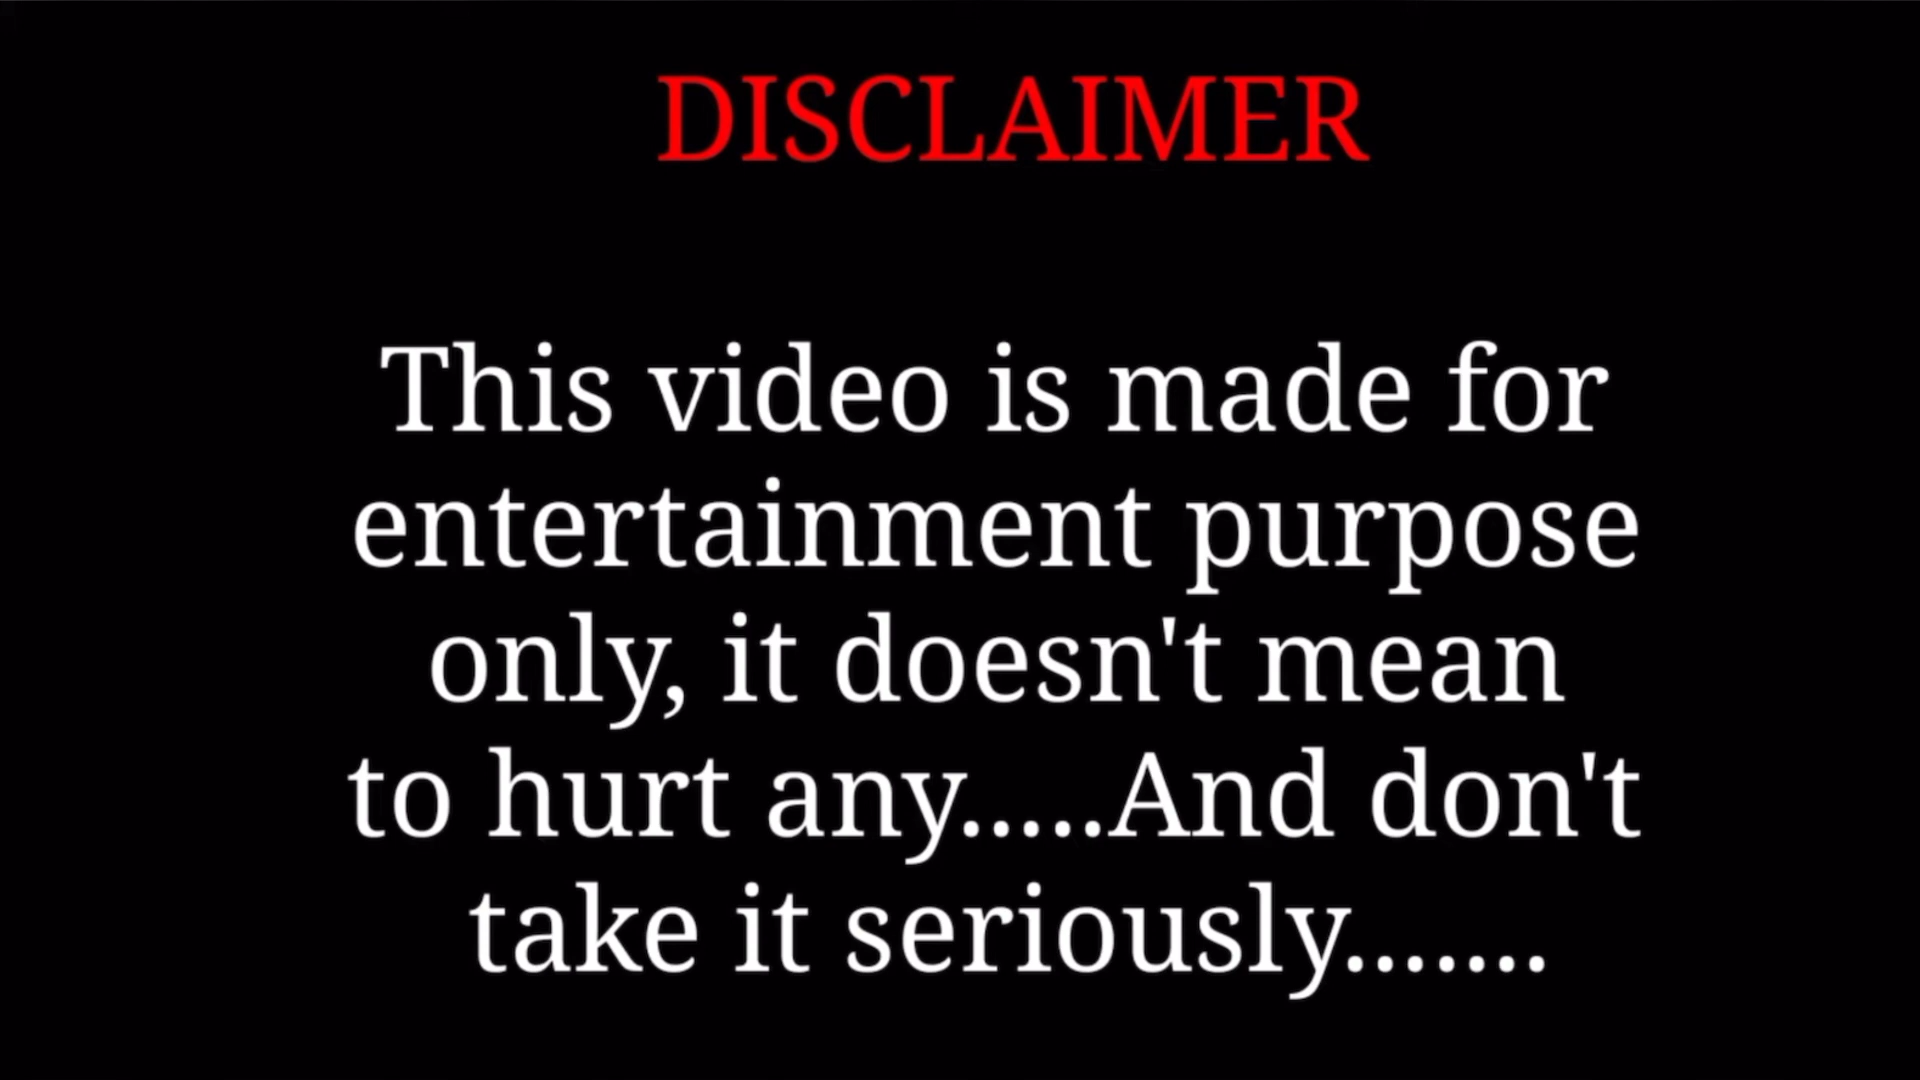 DISCLAIMER
This video is made for
entertainment purpose
only, it doesn't mean
to hurt any.....And don't
take it seriously.......